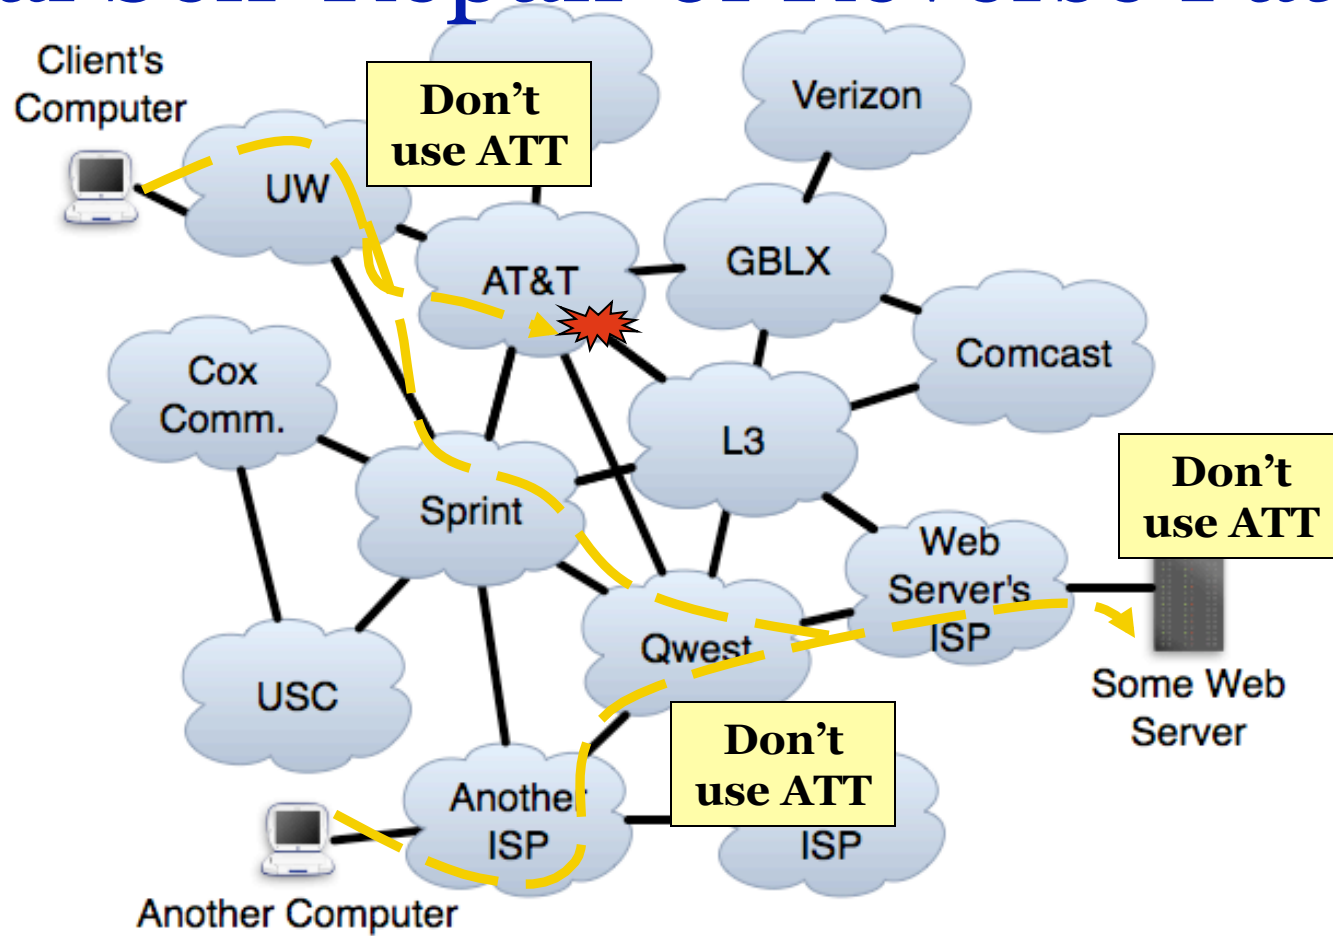 Client's
Computer
Don't
use ATT
Verizon
UW
AT&T
GBLX
Comcast
Cox
Comm.
L3
Don't
use ATT
Sprint
Web
Server's
ISP
Qwest
USC
Some Web
Server
Don't
use ATT
Another
ISP
ISP
Another Computer